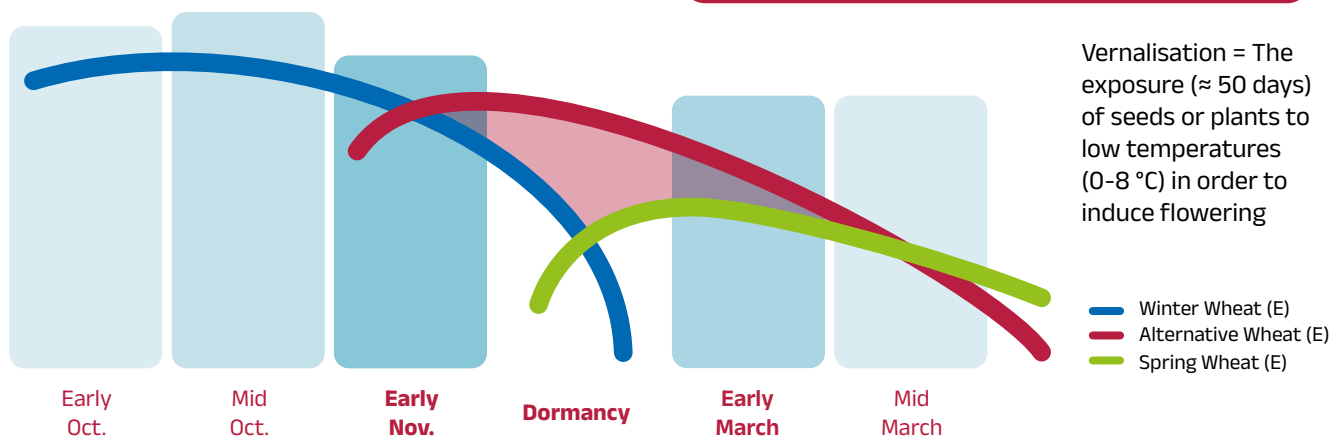 Vernalisation = The
exposure (≈ 50 days)
of seeds or plants to
low temperatures
(0-8 °C) in order to
induce flowering
Winter Wheat (E)
Alternative Wheat (E)
Spring Wheat (E)
Early
Oct.
Mid
Oct.
Early
Nov.
Dormancy
Early
March
Mid
March